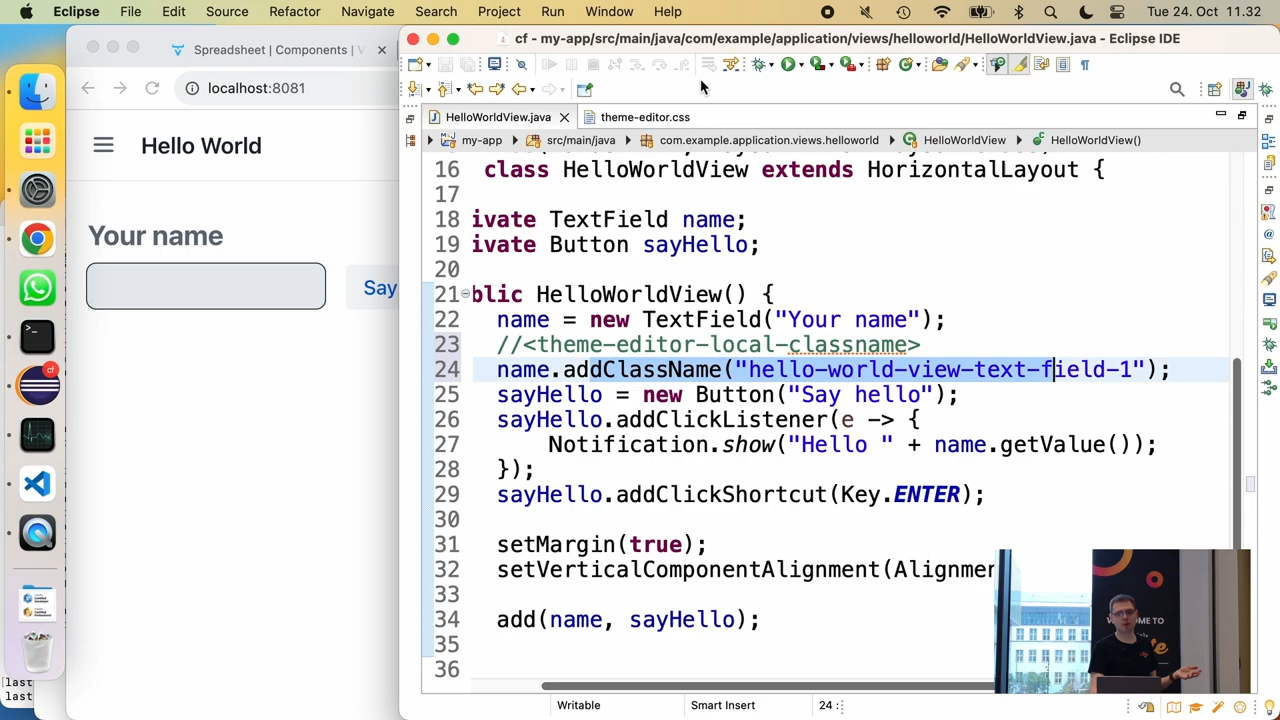 Eclipse File Edit Source Refactor Navigate Search Project Run Window Help Tue 24. Oct 11.32
Spreadsheet | Components | V
localhost:8081
Hello World
Your name
Say
cf - my-app/src/main/java/com/example/application/views/helloworld/HelloWorldView.java - Eclipse IDE
HelloWorldView.java theme-editor.css
my-app src/main/java com.example.application.views.helloworld HelloWorldView HelloWorldView()
16 class HelloWorldView extends HorizontalLayout {
17
18 ivate TextField name;
19 ivate Button sayHello;
20
21 blic HelloWorldView() {
22 name = new TextField("Your name");
23 //<theme-editor-local-classname>
24 name.addClassName("hello-world-view-text-field-1");
25 sayHello = new Button("Say hello");
26 sayHello.addClickListener(e -> {
27 Notification.show("Hello " + name.getValue());
28 });
29 sayHello.addClickShortcut(Key.ENTER);
30
31 setMargin(true);
32 setVerticalComponentAlignment(Alignmen
33
34 add(name, sayHello);
35
36
Writable Smart Insert 24 :
[last
last
cf
WELCOME TO